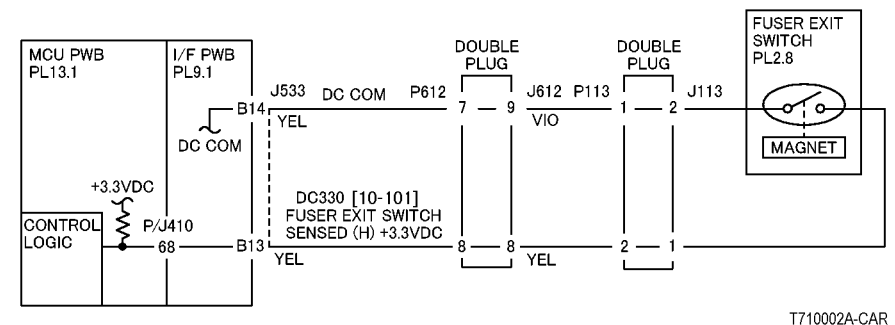 MCU PWB
PL13.1
I/F PWB
PL9.1
DOUBLE
PLUG
DOUBLE
PLUG
FUSER EXIT
SWITCH
PL2.8
B14
J533
DC COM
P612
7
9
J612
P113
1
2
J113
YEL
VIO
DC COM
MAGNET
+3.3VDC
DC330 [10-101]
FUSER EXIT SWITCH
SENSED (H) +3.3VDC
CONTROL
LOGIC
P/J410
68
B13
8
8
2
1
YEL
YEL
T710002A-CAR